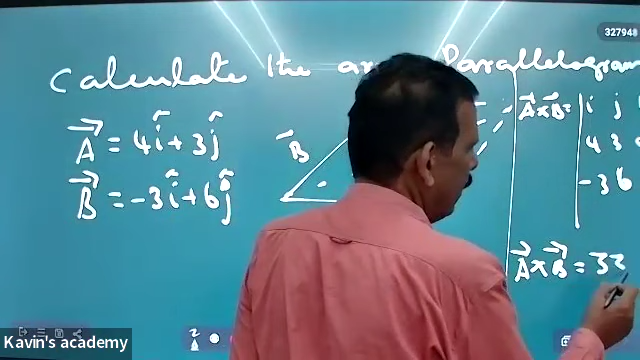 327948
Calculate the ar Parallelogram
A⃗ = 4î + 3ĵ
B⃗ = -3î + 6ĵ
B⃗
A⃗ x B⃗ =
i j
4 3
-3 6
A⃗ x B⃗ = 33
Kavin's academy